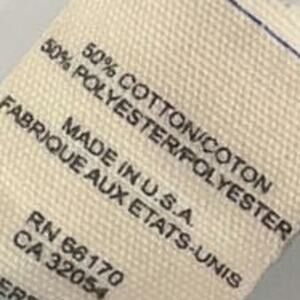 50% COTTON/COTON
50% POLYESTER/POLYESTER
MADE IN U.S.A.
FABRIQUE AUX ETATS-UNIS
RN 66170
CA 32054